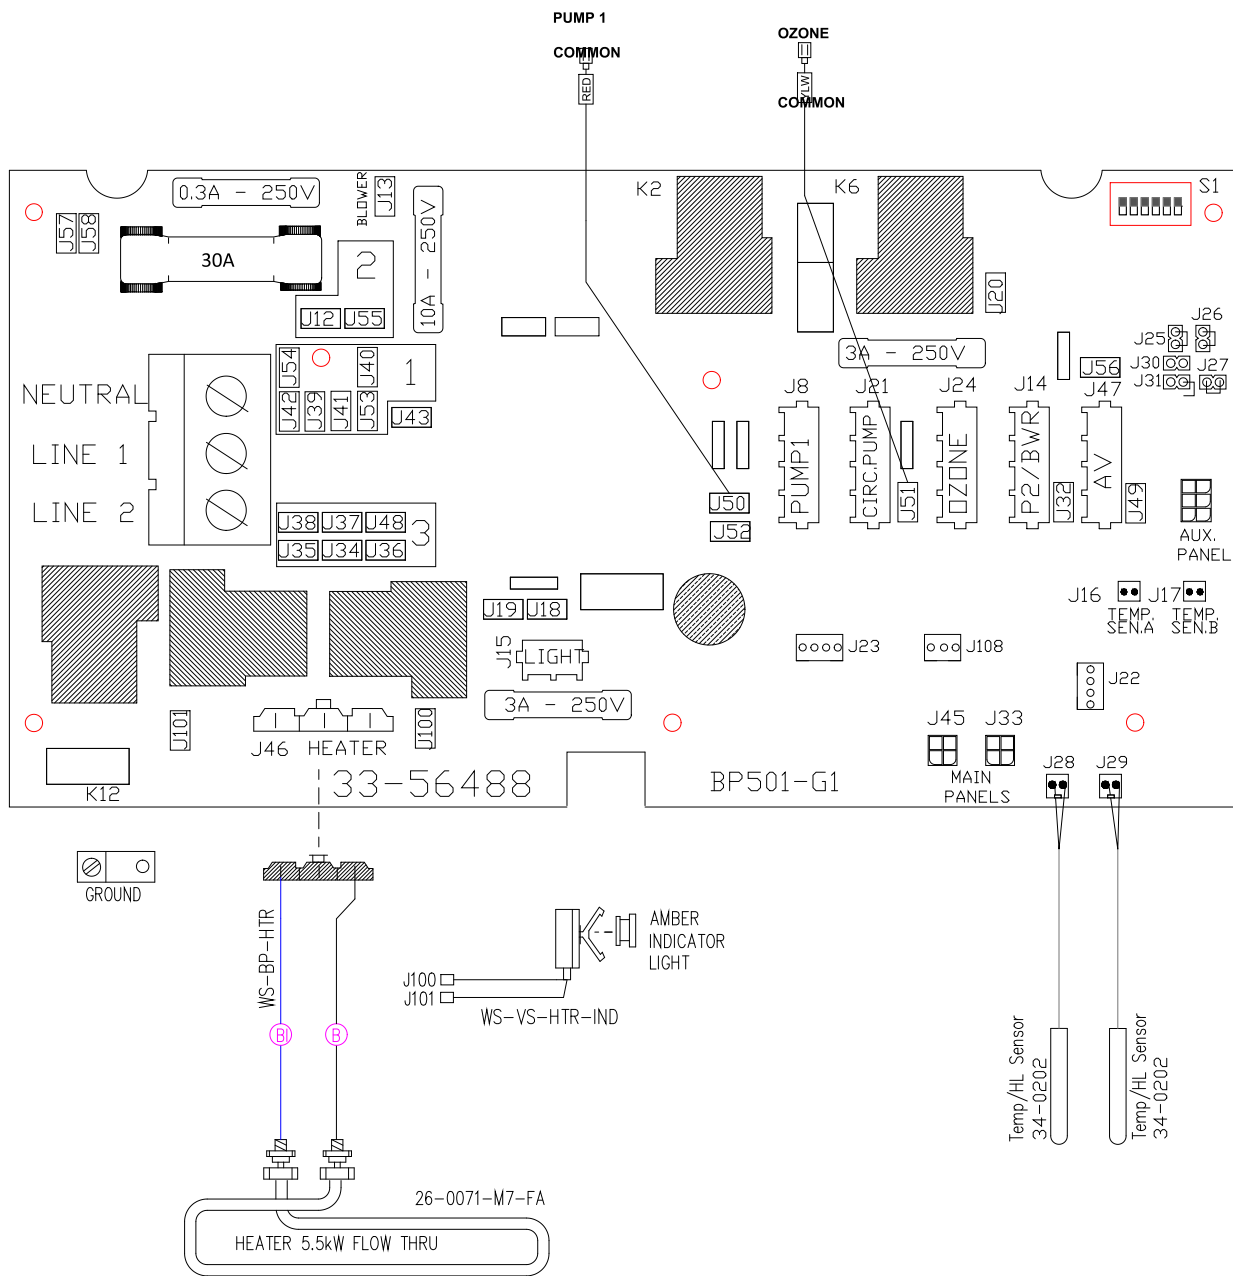 PUMP 1
COMMON
RED
OZONE
YLW
COMMON
0.3A - 250V
BLOWER
J13
K2
K6
S1
J57
J58
30A
2
10A - 250V
J12
J55
J20
J26
J25
J30
J27
J31
3A - 250V
J56
J54
J40
1
J42
J39
J41
J53
J43
NEUTRAL
LINE 1
LINE 2
J8
J21
J24
J14
J47
PUMP1
CIRC.PUMP
OZONE
P2/BWR
AV
J50
J52
J51
J32
J49
AUX.
PANEL
J38
J37
J48
J35
J34
J36
3
J19
J18
J15
LIGHT
3A - 250V
J16
J17
TEMP.
SEN.A
TEMP.
SEN.B
J23
J108
J22
J101
J100
J46 HEATER
J45
J33
MAIN
PANELS
J28
J29
K12
33-56488
BP501-G1
GROUND
WS-BP-HTR
Bl
B
AMBER
INDICATOR
LIGHT
J100
J101
WS-VS-HTR-IND
Temp/HL Sensor
34-0202
Temp/HL Sensor
34-0202
26-0071-M7-FA
HEATER 5.5kW FLOW THRU